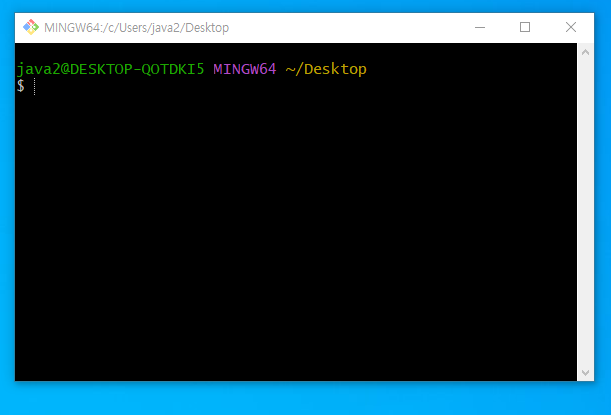 MINGW64:/c/Users/java2/Desktop
java2@DESKTOP-QOTDKI5 MINGW64 ~/Desktop
$